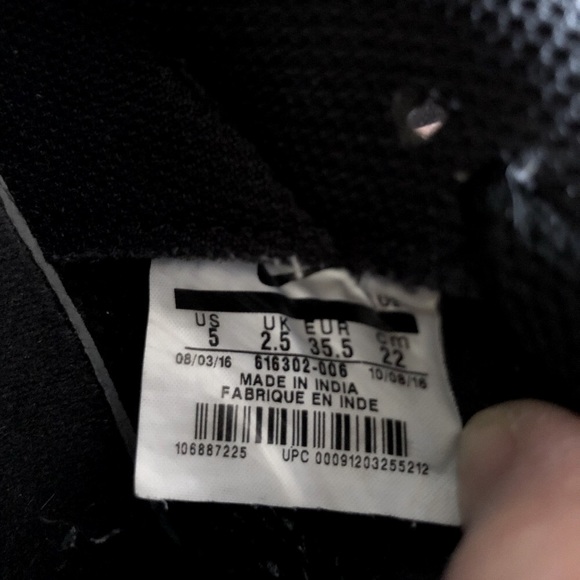 US UK EUR cm
5 2.5 35.5 22
08/03/16 616302-006 10/08/16
MADE IN INDIA
FABRIQUE EN INDE
106887225 UPC 00091203255212